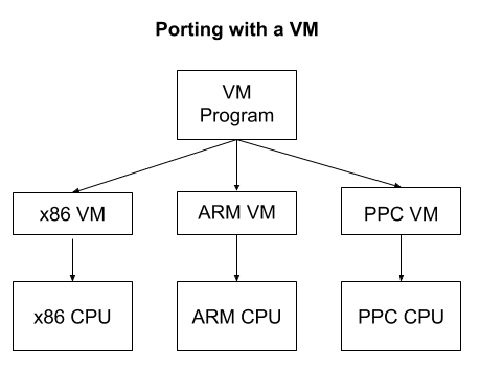 Porting with a VM
VM
Program
x86 VM
ARM VM
PPC VM
x86 CPU
ARM CPU
PPC CPU